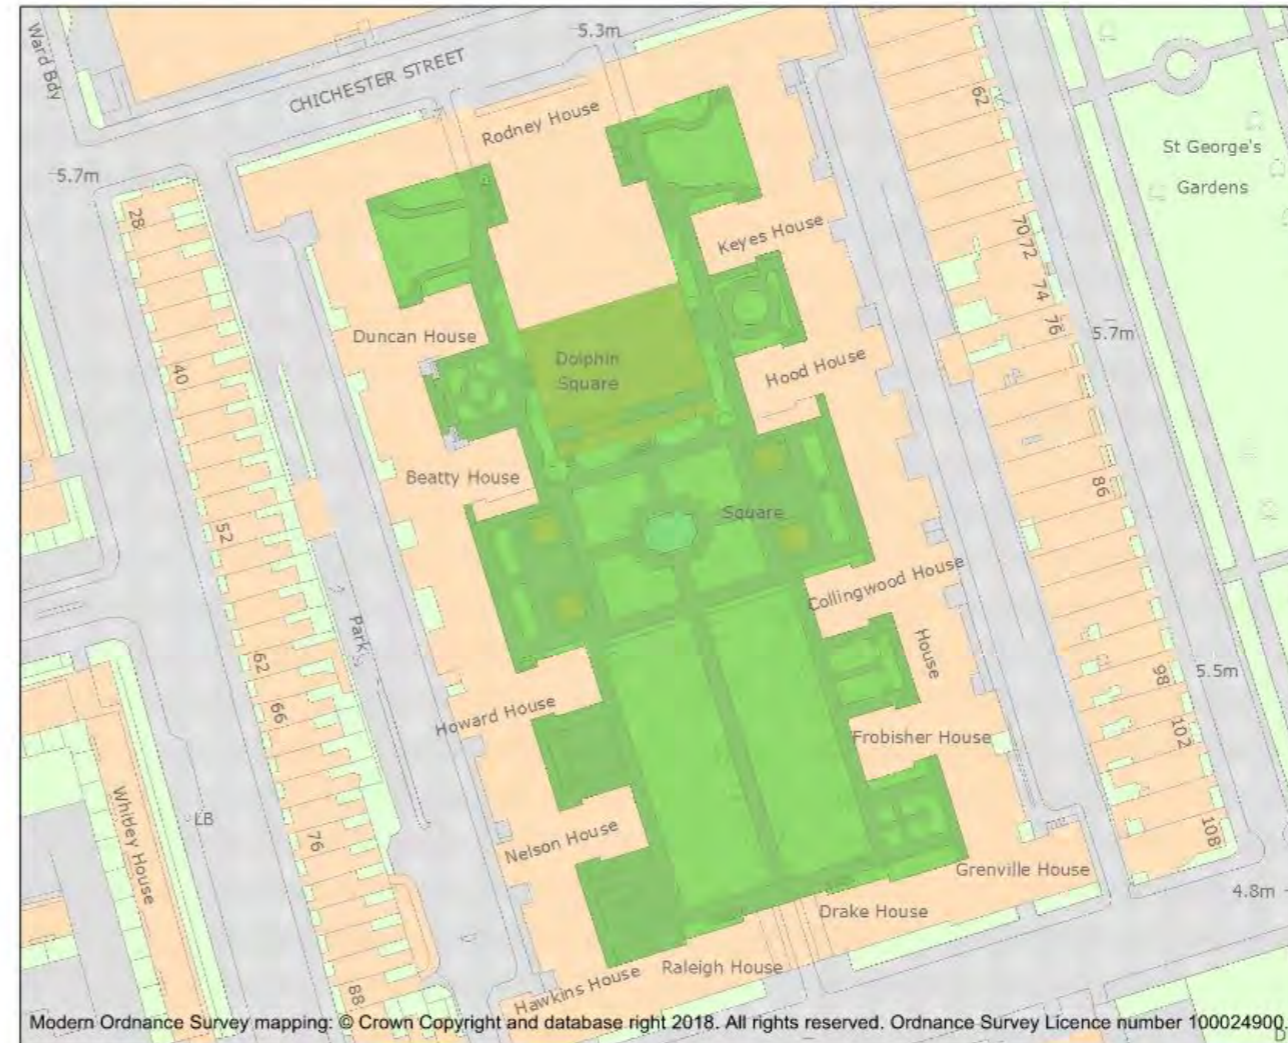 Ward Bdy
5.3m
CHICHESTER STREET
Rodney House
62
St George's
Gardens
5.7m
28
70
72
Keyes House
74
76
5.7m
Duncan House
40
Dolphin
Square
Hood House
Beatty House
86
52
Square
Collingwood House
Park
House
62
98
5.5m
66
Howard House
102
Frobisher House
Whitley House
LB
76
Nelson House
108
Grenville House
4.8m
Drake House
Raleigh House
Hawkins House
88
Modern Ordnance Survey mapping: © Crown Copyright and database right 2018. All rights reserved. Ordnance Survey Licence number 100024900.
D